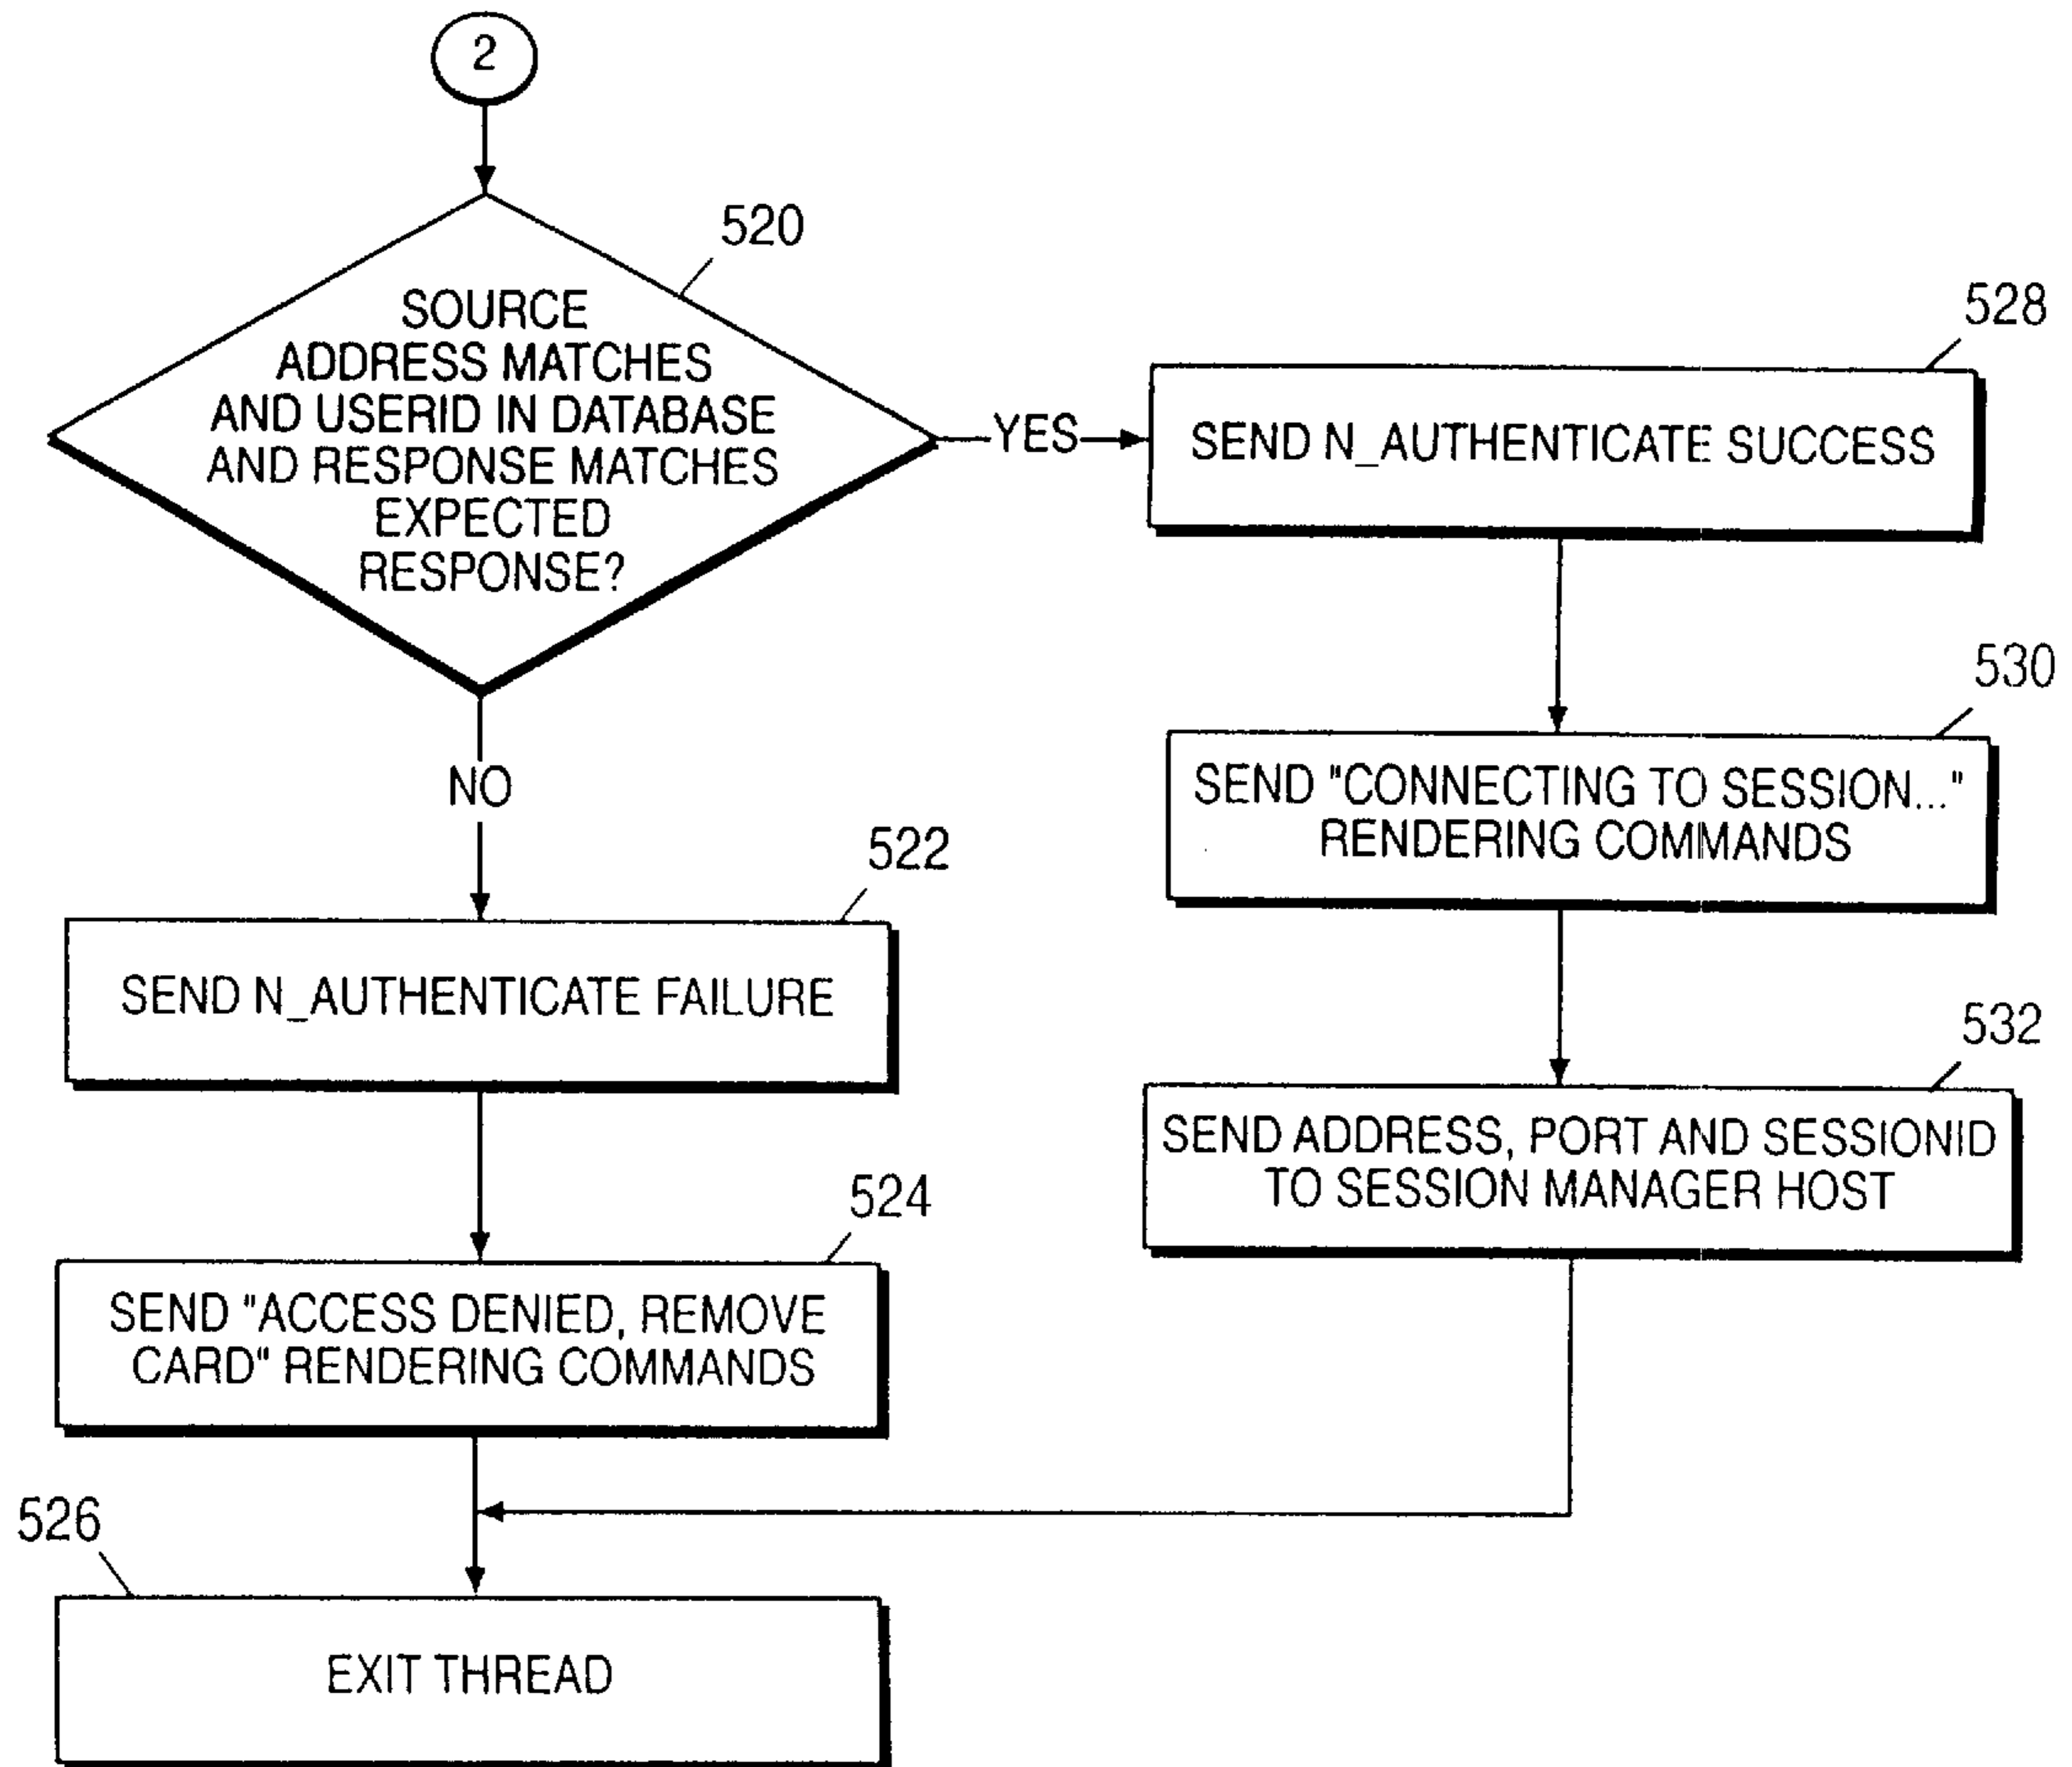 2
520
SOURCE
ADDRESS MATCHES
AND USERID IN DATABASE
AND RESPONSE MATCHES
EXPECTED
RESPONSE?
YES
528
SEND N_AUTHENTICATE SUCCESS
530
SEND "CONNECTING TO SESSION..."
RENDERING COMMANDS
532
SEND ADDRESS, PORT AND SESSIONID
TO SESSION MANAGER HOST
NO
522
SEND N_AUTHENTICATE FAILURE
524
SEND "ACCESS DENIED, REMOVE
CARD" RENDERING COMMANDS
526
EXIT THREAD